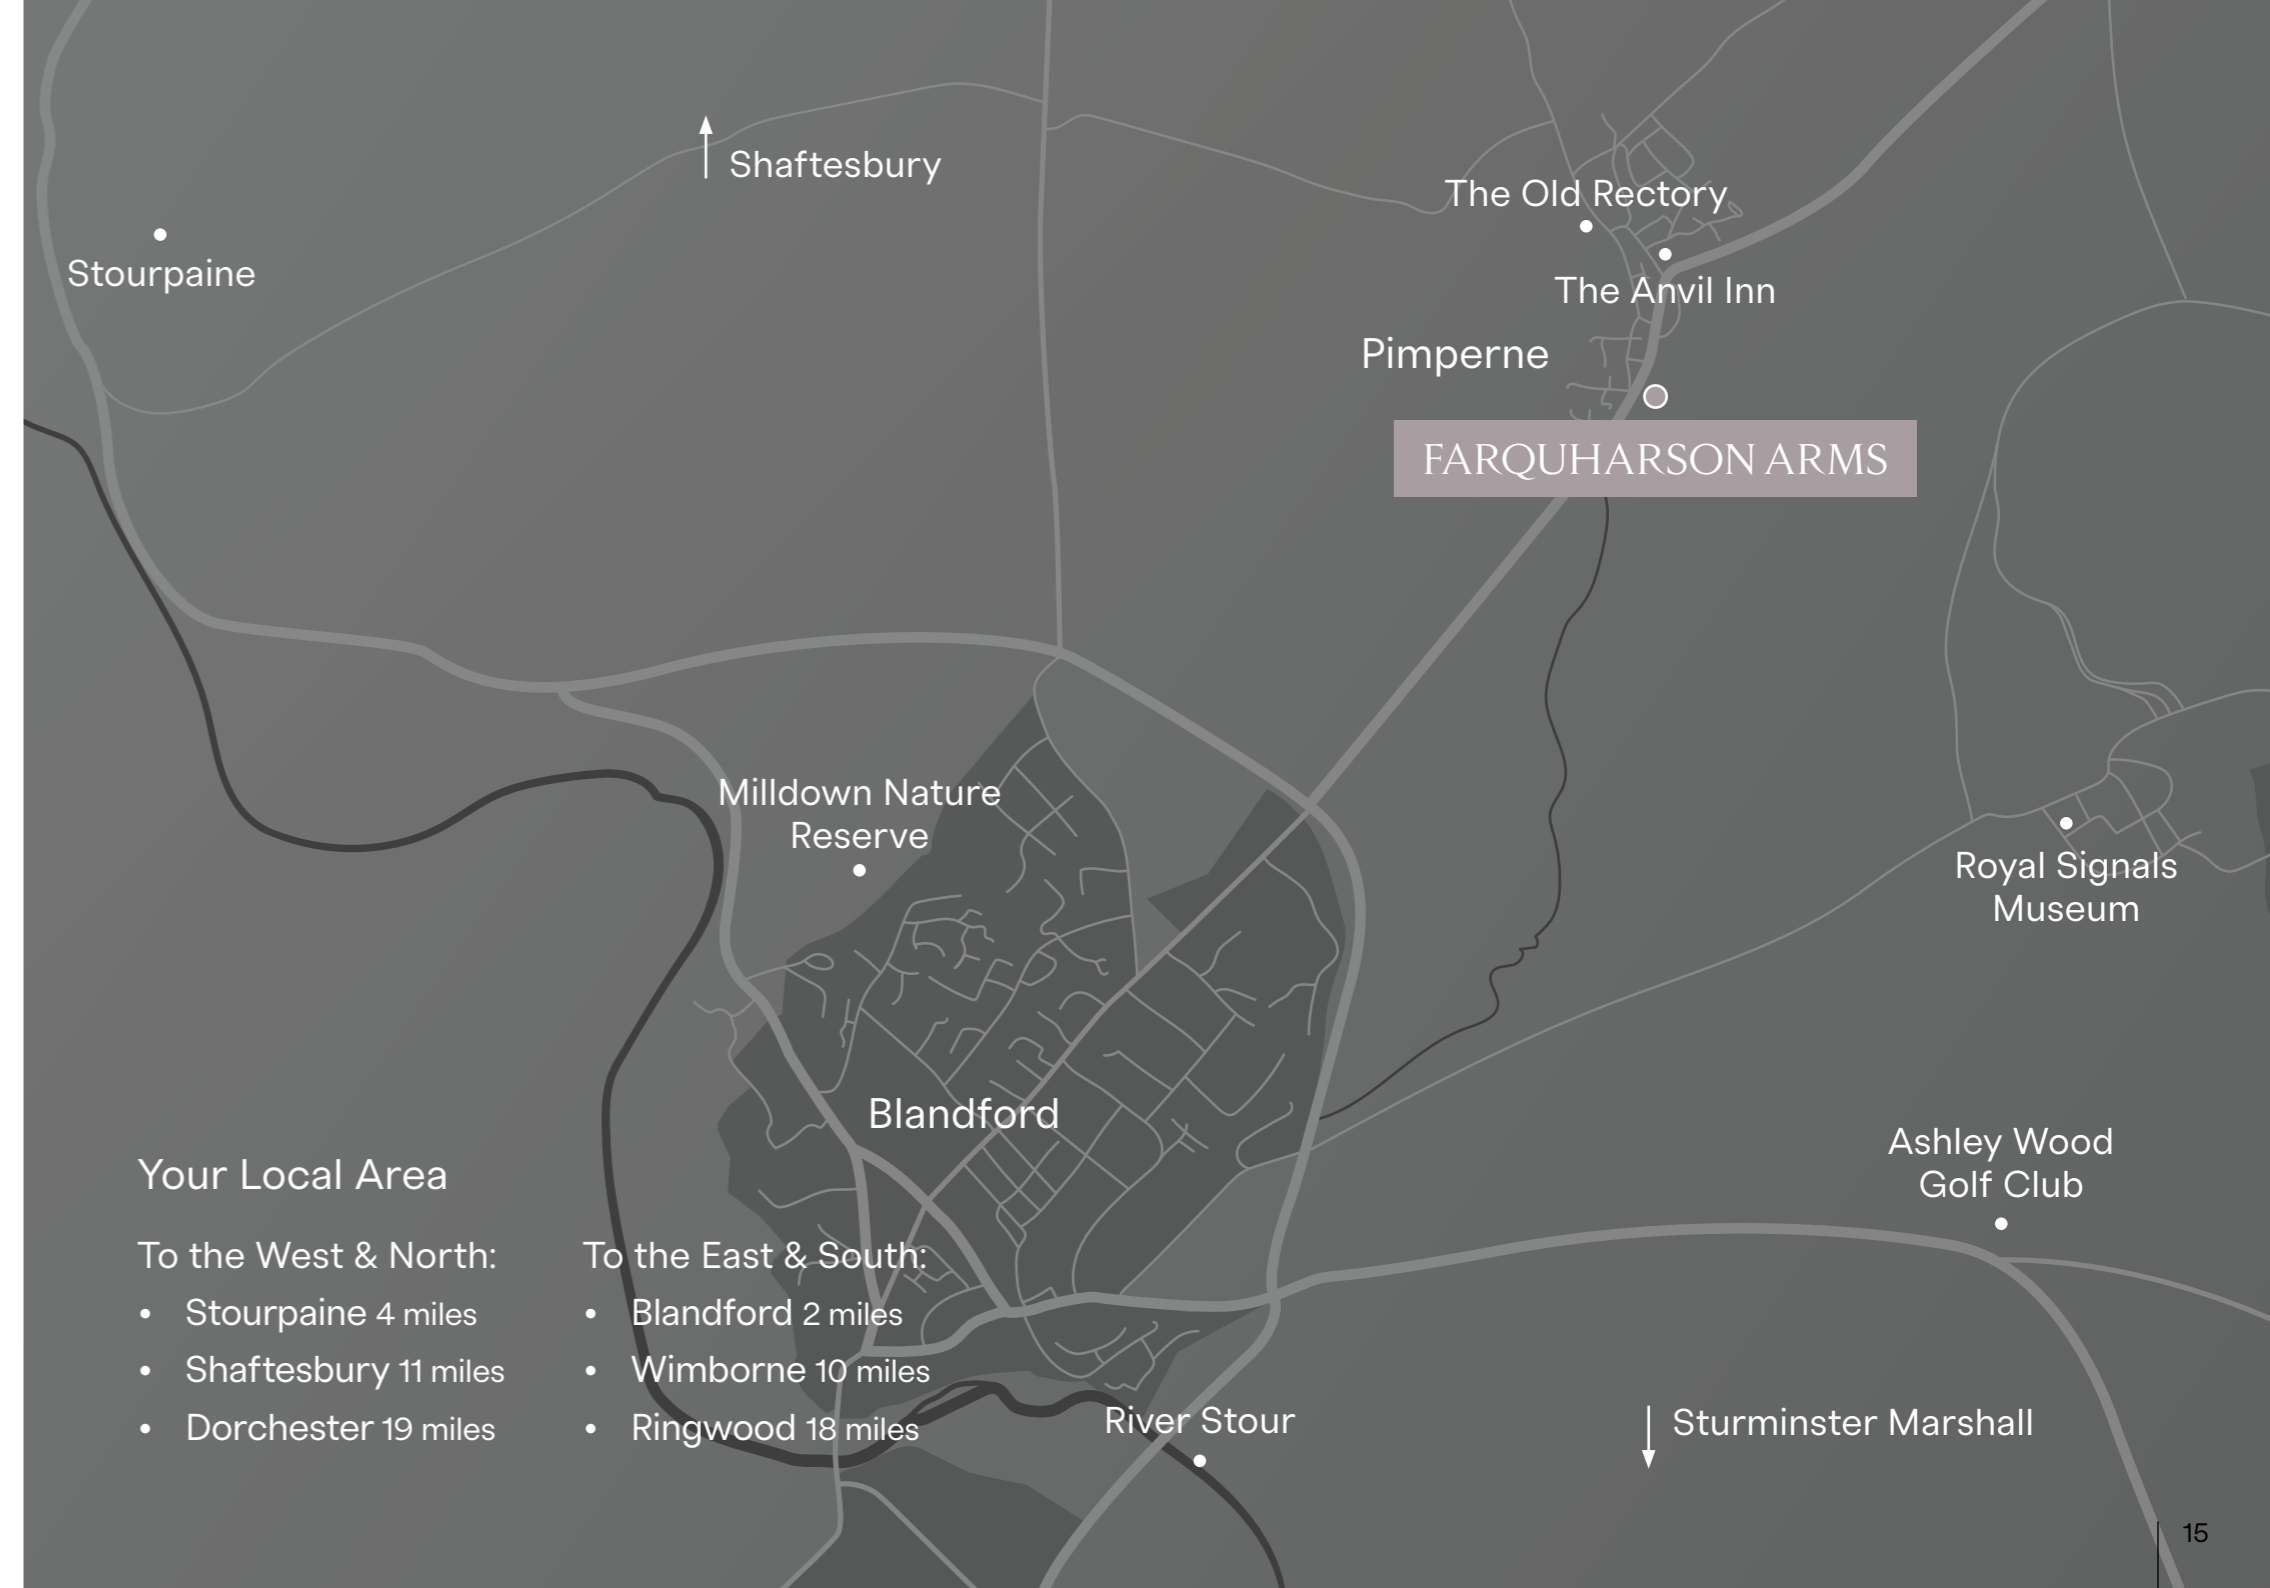 Shaftesbury
The Old Rectory
Stourpaine
The Anvil Inn
Pimperne
FARQUHARSON ARMS
Milldown Nature
Reserve
Royal Signals
Museum
Blandford
Ashley Wood
Golf Club
Your Local Area
To the West & North:
• Stourpaine 4 miles
• Shaftesbury 11 miles
• Dorchester 19 miles
To the East & South:
• Blandford 2 miles
• Wimborne 10 miles
• Ringwood 18 miles
River Stour
Sturminster Marshall
15